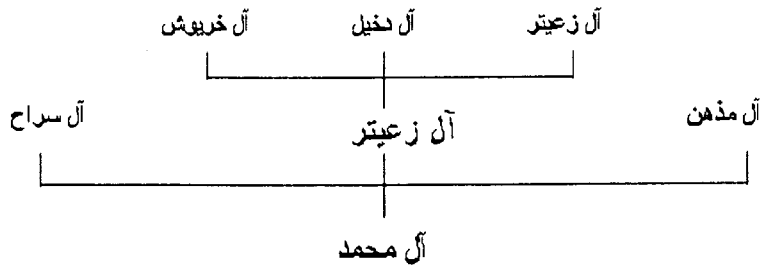 آل زعيتر آل دخيل آل خريوش
آل مذهن آل زعيتر آل سراح
آل محمد